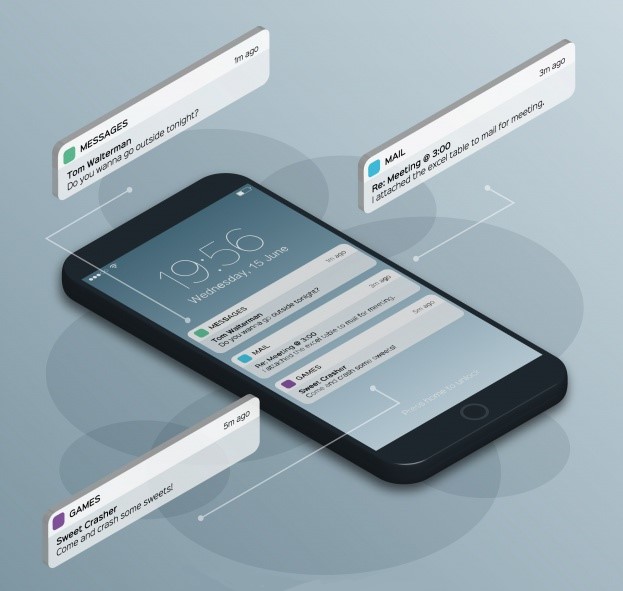 1m ago
MESSAGES
Tom Walterman
Do you wanna go outside tonight?
3m ago
MAIL
Re: Meeting @ 3:00
I attached the excel table to mail for meeting.
19:56
Wednesday, 15 June
1m ago
MESSAGES
Tom Walterman
Do you wanna go outside tonight?
3m ago
MAIL
Re: Meeting @ 3:00
I attached the excel table to mail for meeting.
5m ago
GAMES
Sweet Crasher
Come and crash some sweets!
Press home to unlock
5m ago
GAMES
Sweet Crasher
Come and crash some sweets!